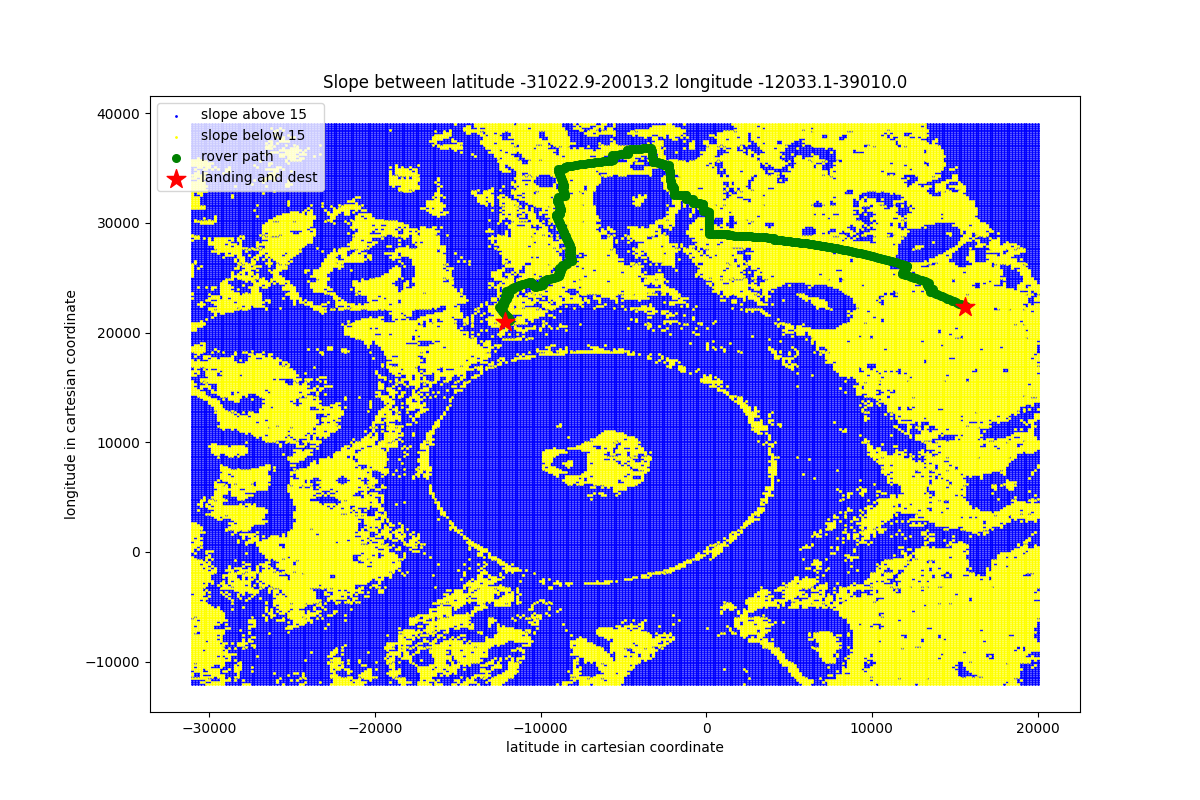 Slope between latitude -31022.9-20013.2 longitude -12033.1-39010.0
slope above 15
slope below 15
rover path
landing and dest
40000
30000
20000
10000
0
−10000
longitude in cartesian coordinate
−30000
−20000
−10000
0
10000
20000
latitude in cartesian coordinate